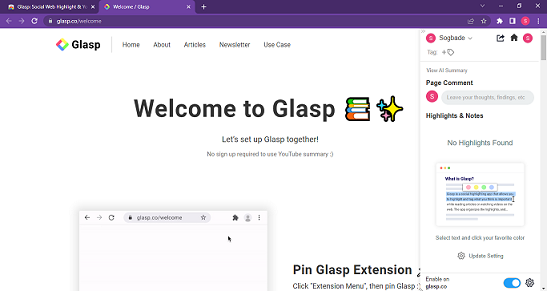 Glasp: Social Web Highlight & Yo
Welcome / Glasp
glasp.co/welcome
Glasp
Home
About
Articles
Newsletter
Use Case
Welcome to Glasp
Let's set up Glasp together!
No sign up required to use YouTube summary :)
glasp.co/welcome
Pin Glasp Extension
Click "Extension Menu", then pin Glasp :)
S Sogbade
S
Tag: +
View AI Summary
Page Comment
S Leave your thoughts, findings, etc
Highlights & Notes
No Highlights Found
What is Glasp?
Select text and click your favorite color
Update Setting
Enable on
glasp.co